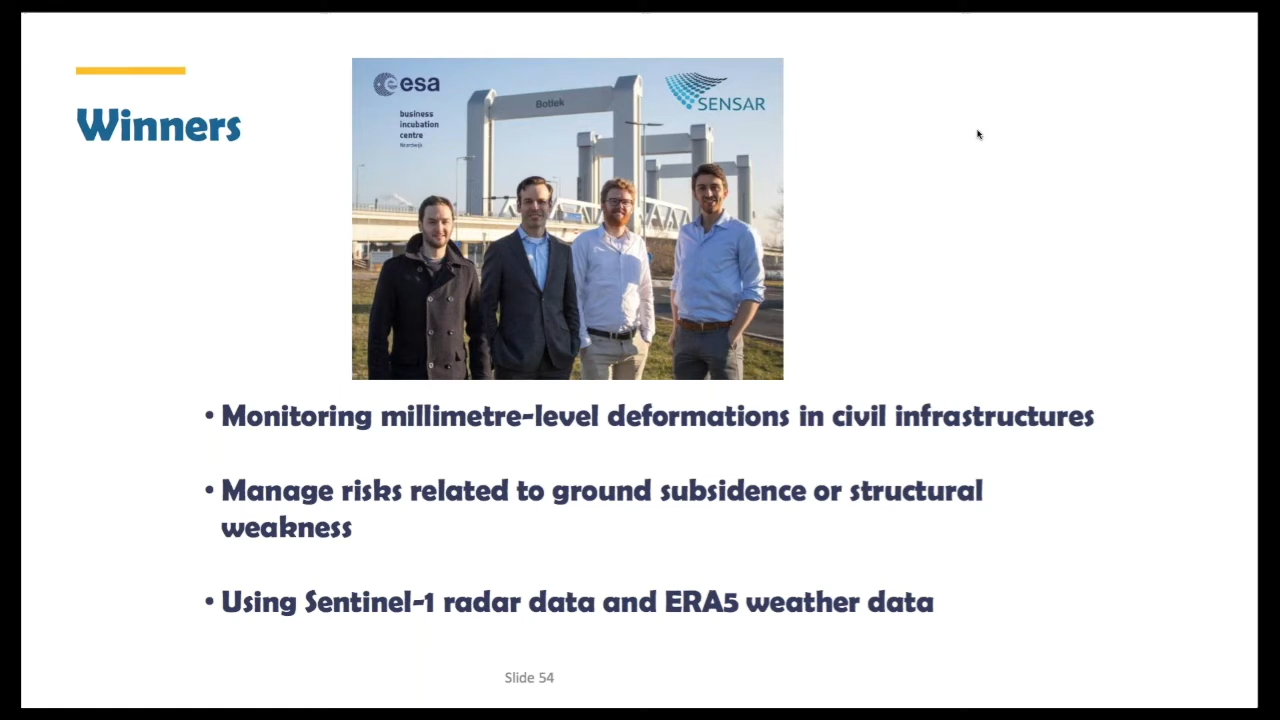 Winners
esa
business
incubation
centre
Noordwijk
Botlek
SENSAR
• Monitoring millimetre-level deformations in civil infrastructures
• Manage risks related to ground subsidence or structural
weakness
• Using Sentinel-1 radar data and ERA5 weather data
Slide 54